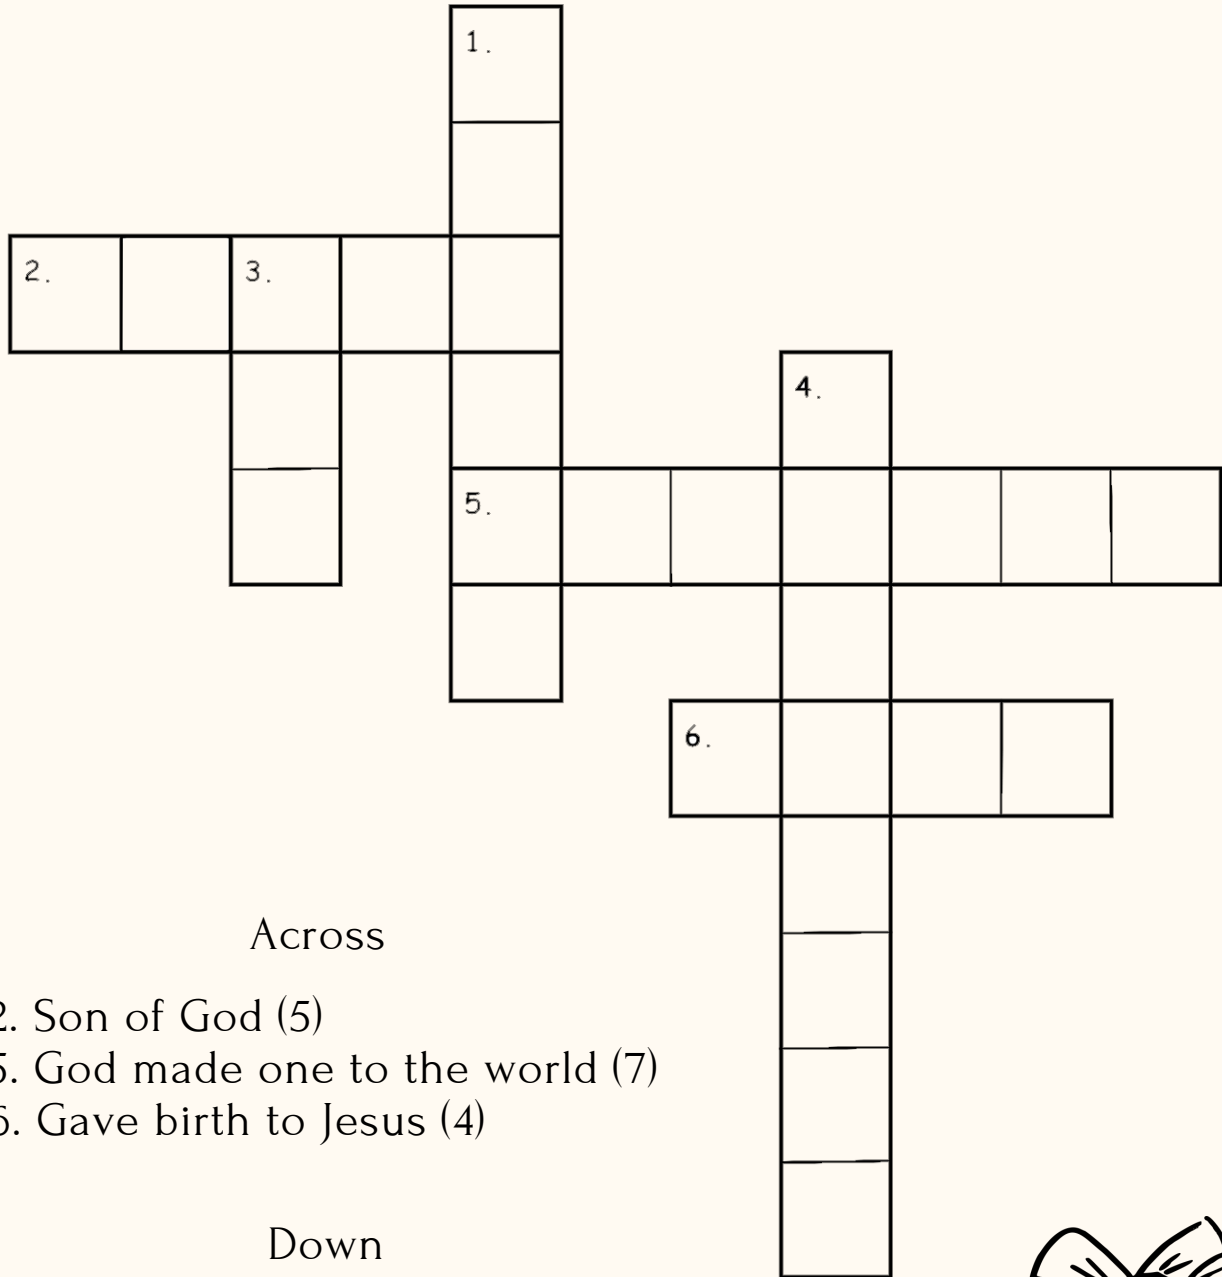 1.
2. 3.
4.
5.
6.
Across
2. Son of God (5)
5. God made one to the world (7)
6. Gave birth to Jesus (4)
Down